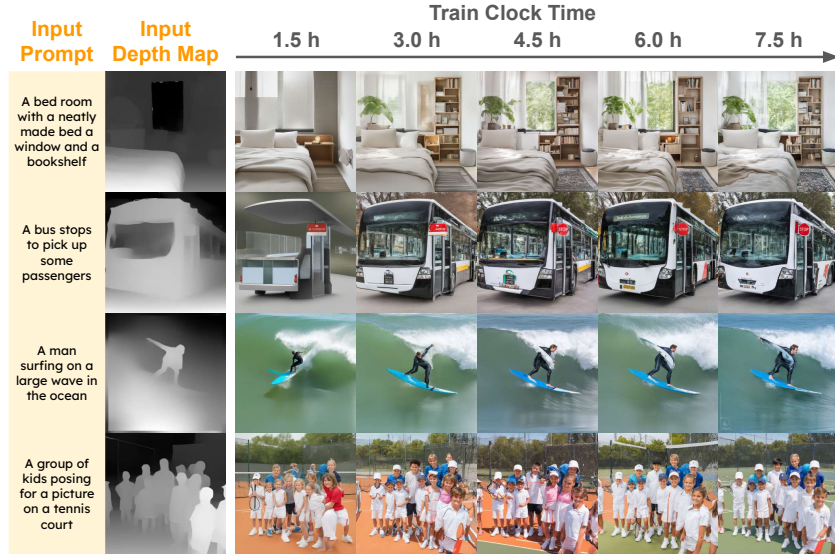 Train Clock Time
Input
Prompt
Input
Depth Map
1.5 h
3.0 h
4.5 h
6.0 h
7.5 h
A bed room
with a neatly
made bed a
window and a
bookshelf
A bus stops
to pick up
some
passengers
A man
surfing on a
large wave in
the ocean
A group of
kids posing
for a picture
on a tennis
court